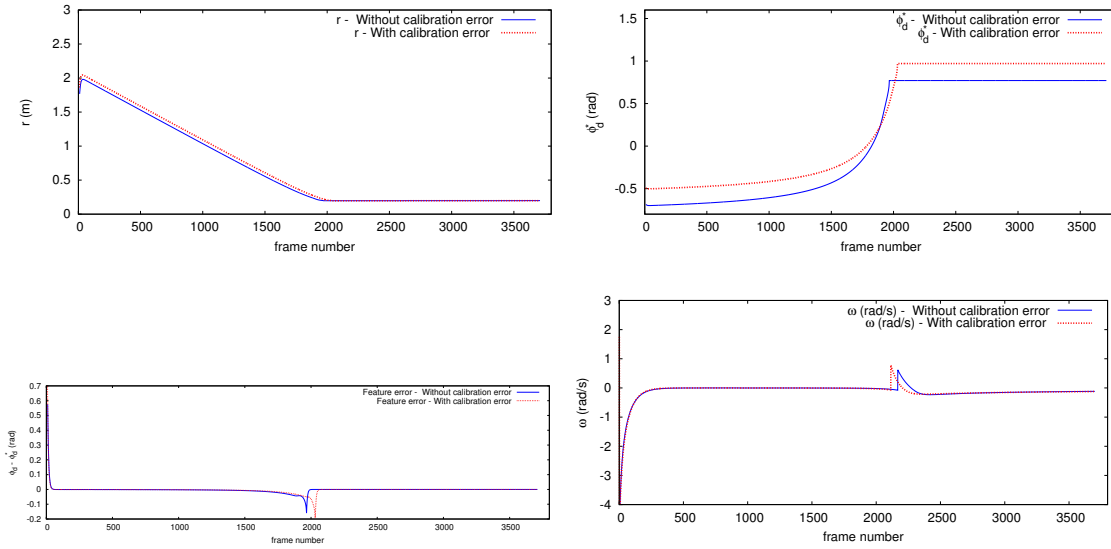 r - Without calibration error
r - With calibration error
3
2.5
2
1.5
1
0.5
0
r (m)
0 500 1000 1500 2000 2500 3000 3500
frame number
ϕ*d - Without calibration error
ϕ*d - With calibration error
1.5
1
0.5
0
-0.5
ϕ*d (rad)
0 500 1000 1500 2000 2500 3000 3500
frame number
Feature error - Without calibration error
Feature error - With calibration error
0.7
0.6
0.5
0.4
0.3
0.2
0.1
0
-0.1
-0.2
ϕd - ϕ*d (rad)
0 500 1000 1500 2000 2500 3000 3500
frame number
ω (rad/s) - Without calibration error
ω (rad/s) - With calibration error
3
2
1
0
-1
-2
-3
-4
ω (rad/s)
0 500 1000 1500 2000 2500 3000 3500
frame number